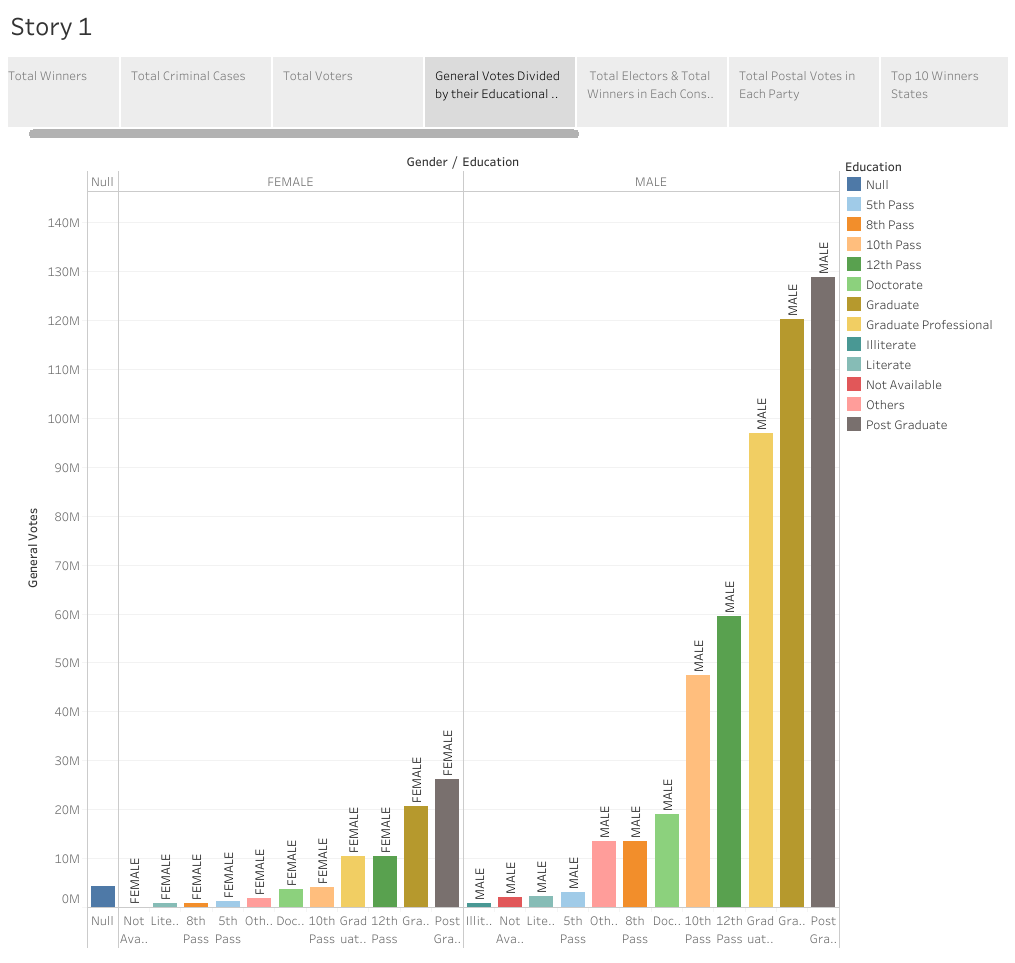 Story 1
Total Winners
Total Criminal Cases
Total Voters
General Votes Divided
by their Educational ..
Total Electors & Total
Winners in Each Cons..
Total Postal Votes in
Each Party
Top 10 Winners
States
Gender / Education
Null
FEMALE
MALE
General Votes
140M
130M
120M
110M
100M
90M
80M
70M
60M
50M
40M
30M
20M
10M
0M
FEMALE
FEMALE
FEMALE
FEMALE
FEMALE
FEMALE
FEMALE
FEMALE
FEMALE
FEMALE
FEMALE
MALE
MALE
MALE
MALE
MALE
MALE
MALE
MALE
MALE
MALE
MALE
MALE
Null
Not
Ava..
Lite..
8th
Pass
5th
Pass
Oth..
Doc..
10th
Pass
Grad
uat..
12th
Pass
Gra..
Post
Gra..
Illit..
Not
Ava..
Lite..
5th
Pass
Oth..
8th
Pass
Doc..
10th
Pass
12th
Pass
Grad
uat..
Gra..
Post
Gra..
Education
Null
5th Pass
8th Pass
10th Pass
12th Pass
Doctorate
Graduate
Graduate Professional
Illiterate
Literate
Not Available
Others
Post Graduate